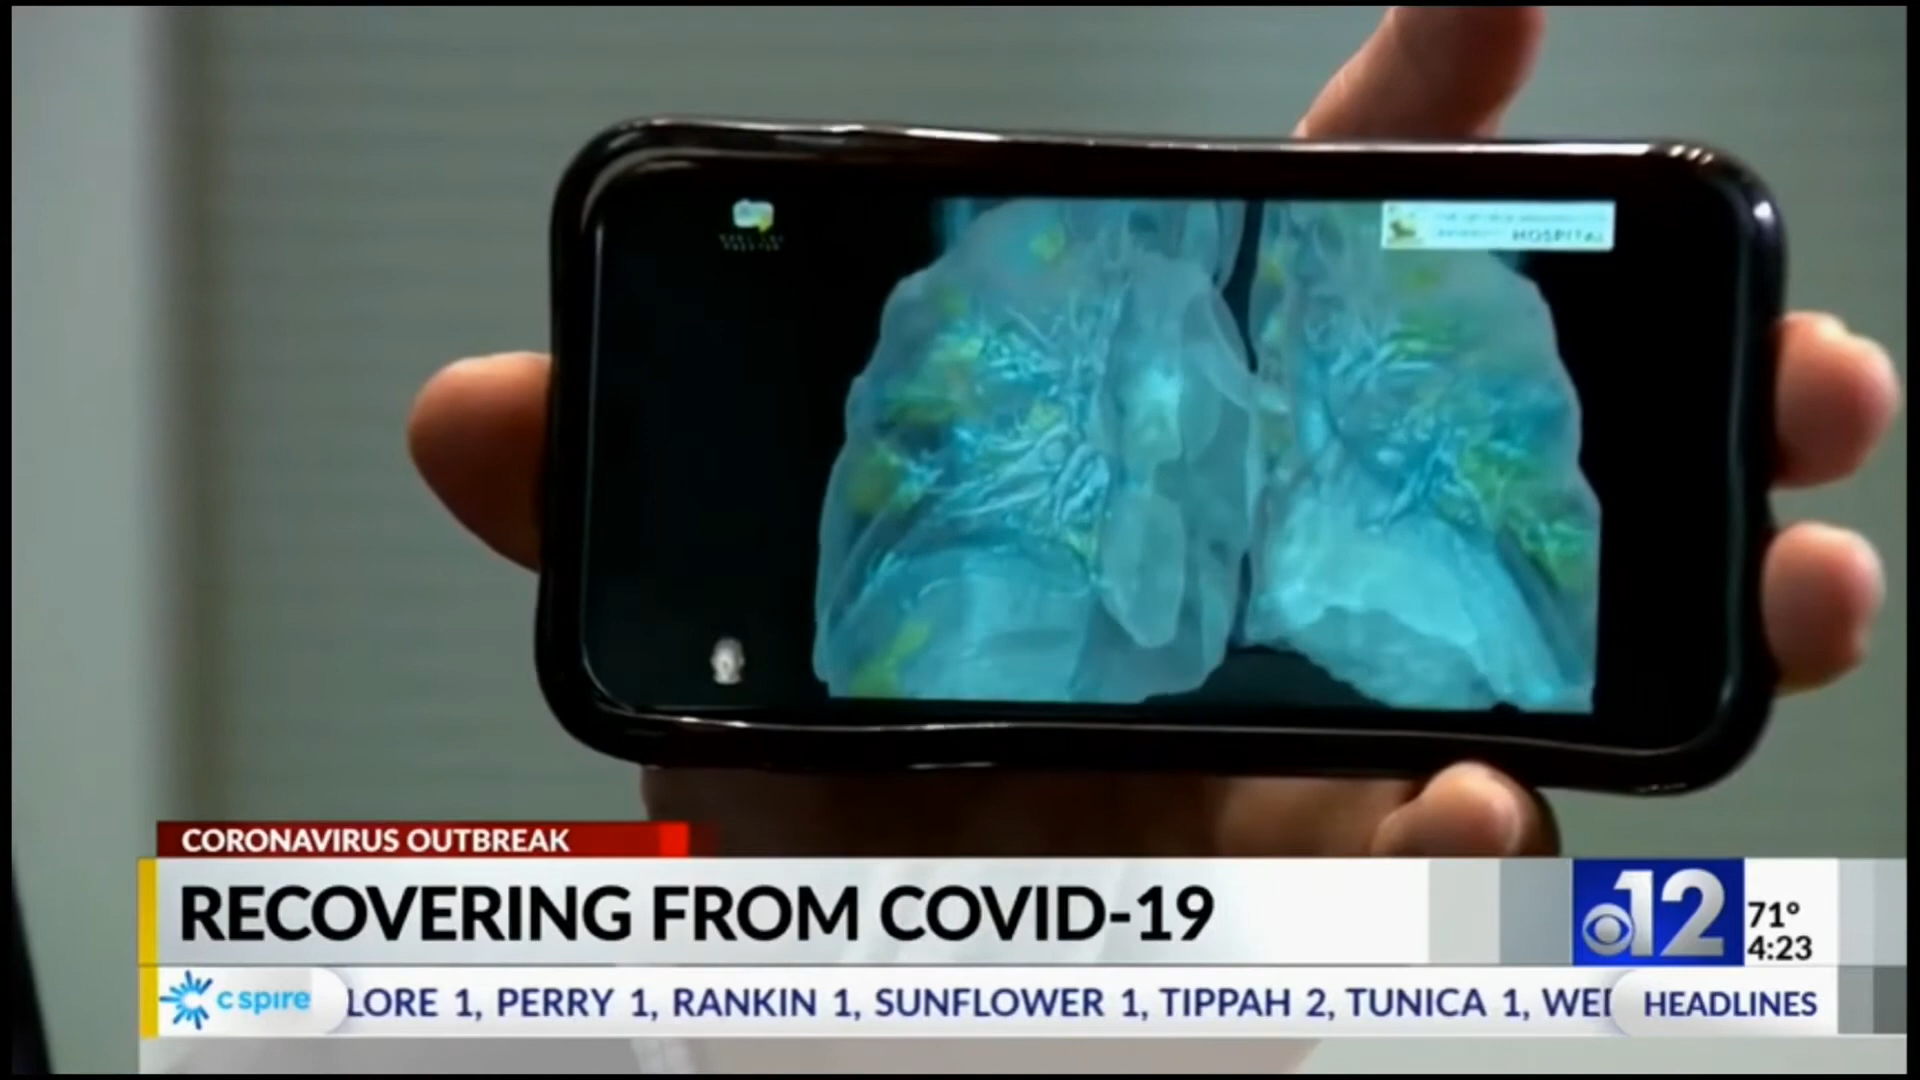 HOSPITAL
CORONAVIRUS OUTBREAK
RECOVERING FROM COVID-19
12
71°
4:23
c spire
LORE 1, PERRY 1, RANKIN 1, SUNFLOWER 1, TIPPAH 2, TUNICA 1, WE
HEADLINES